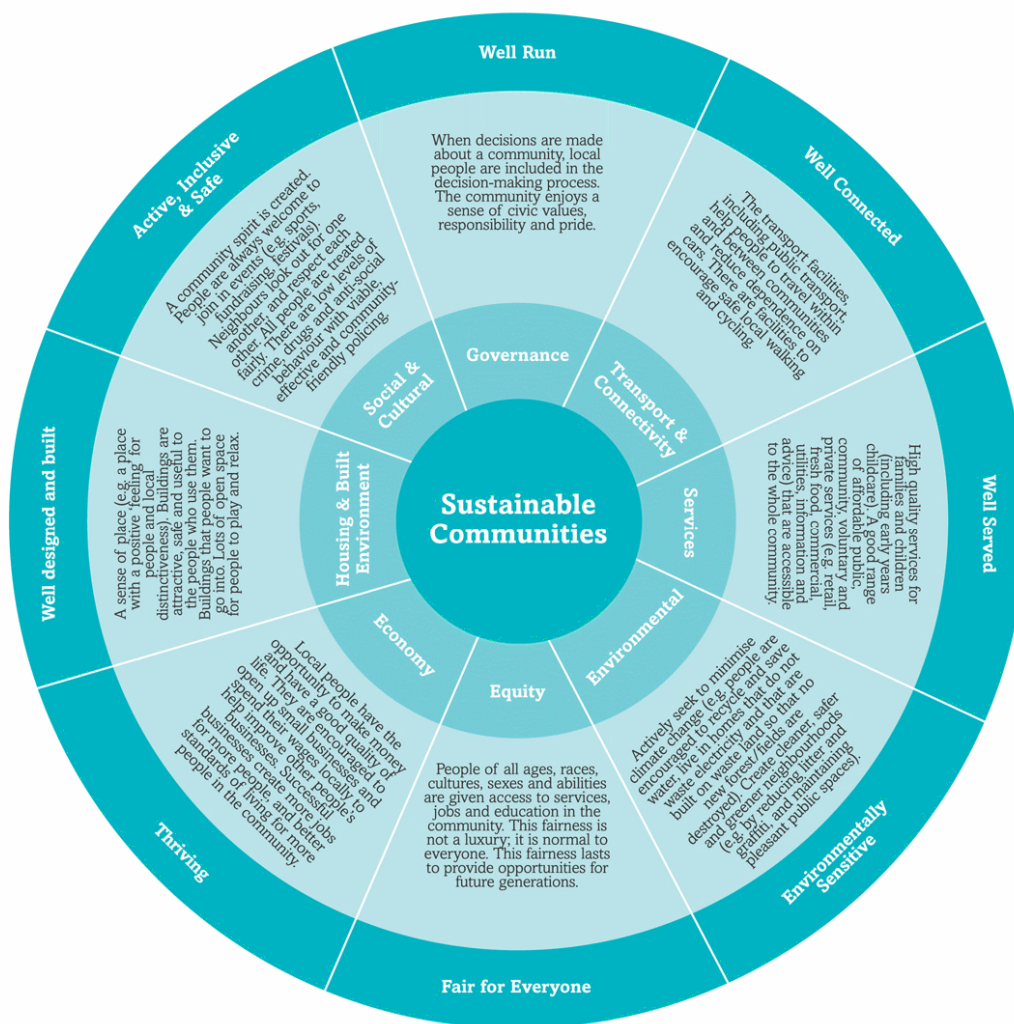 Sustainable
Communities
Well Run
Governance
When decisions are made
about a community, local
people are included in the
decision-making process.
The community enjoys a
sense of civic values,
responsibility and pride.
Well Connected
Transport &
Connectivity
The transport facilities,
including public transport,
help people to travel within
and between communities
and reduce dependence on
cars. There are facilities to
encourage safe local walking
and cycling.
Well Served
Services
High quality services for
families and children
(including early years
childcare). A good range
of affordable public,
community, voluntary and
private services (e.g. retail,
fresh food, commercial,
utilities, information and
advice) that are accessible
to the whole community.
Environmentally
Sensitive
Environmental
Actively seek to minimise
climate change (e.g. people are
encouraged to recycle and save
water, live in homes that do not
waste electricity and that are
built on waste land so that no
new forest/ fields are
destroyed). Create cleaner, safer
and greener neighbourhoods
(e.g. by reducing litter and
graffiti, and maintaining
pleasant public spaces).
Fair for Everyone
Equity
People of all ages, races,
cultures, sexes and abilities
are given access to services,
jobs and education in the
community. This fairness is
not a luxury; it is normal to
everyone. This fairness lasts
to provide opportunities for
future generations.
Thriving
Economy
Local people have the
opportunity to make money
and have a good quality of
life. They are encouraged to
open up small businesses and
spend their wages locally to
help improve other people's
businesses. Successful
businesses create more jobs
for more people, and better
standards of living for more
people in the community.
Well designed and built
Housing & Built
Environment
A sense of place (e.g. a place
with a positive 'feeling' for
people and local
distinctiveness). Buildings are
attractive, safe and useful to
the people who use them.
Buildings that people want to
go into. Lots of open space
for people to play and relax.
Active, Inclusive
& Safe
Social &
Cultural
A community spirit is created.
People are always welcome to
join in events (e.g. sports,
fundraising, festivals).
Neighbours look out for one
another, and respect each
other. All people are treated
fairly. There are low levels of
crime, drugs and anti-social
behaviour with viable,
effective and community-
friendly policing.